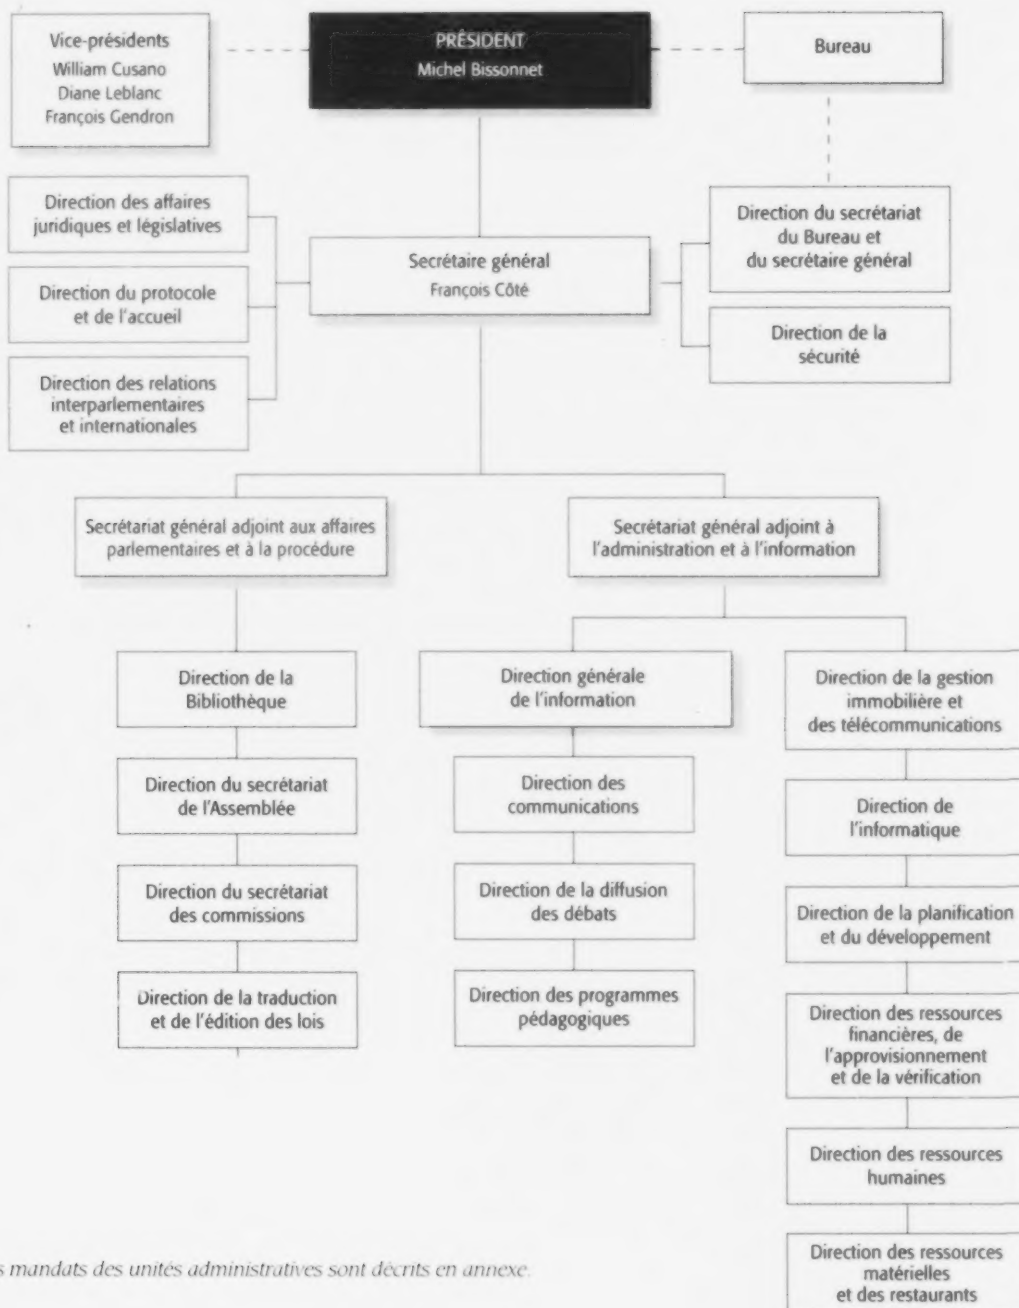 Vice-présidents
William Cusano
Diane Leblanc
François Gendron
PRÉSIDENT
Michel Bissonnet
Bureau
Direction des affaires
juridiques et législatives
Direction du protocole
et de l'accueil
Direction des relations
interparlementaires
et internationales
Secrétaire général
François Côté
Direction du secrétariat
du Bureau et
du secrétaire général
Direction de la
sécurité
Secrétariat général adjoint aux affaires
parlementaires et à la procédure
Secrétariat général adjoint à
l'administration et à l'information
Direction de la
Bibliothèque
Direction du secrétariat
de l'Assemblée
Direction du secrétariat
des commissions
Direction de la traduction
et de l'édition des lois
Direction générale
de l'information
Direction des
communications
Direction de la diffusion
des débats
Direction des programmes
pédagogiques
Direction de la gestion
immobilière et
des télécommunications
Direction de
l'informatique
Direction de la planification
et du développement
Direction des ressources
financières, de
l'approvisionnement
et de la vérification
Direction des ressources
humaines
Direction des ressources
matérielles
et des restaurants
s mandats des unités administratives sont décrits en annexe.